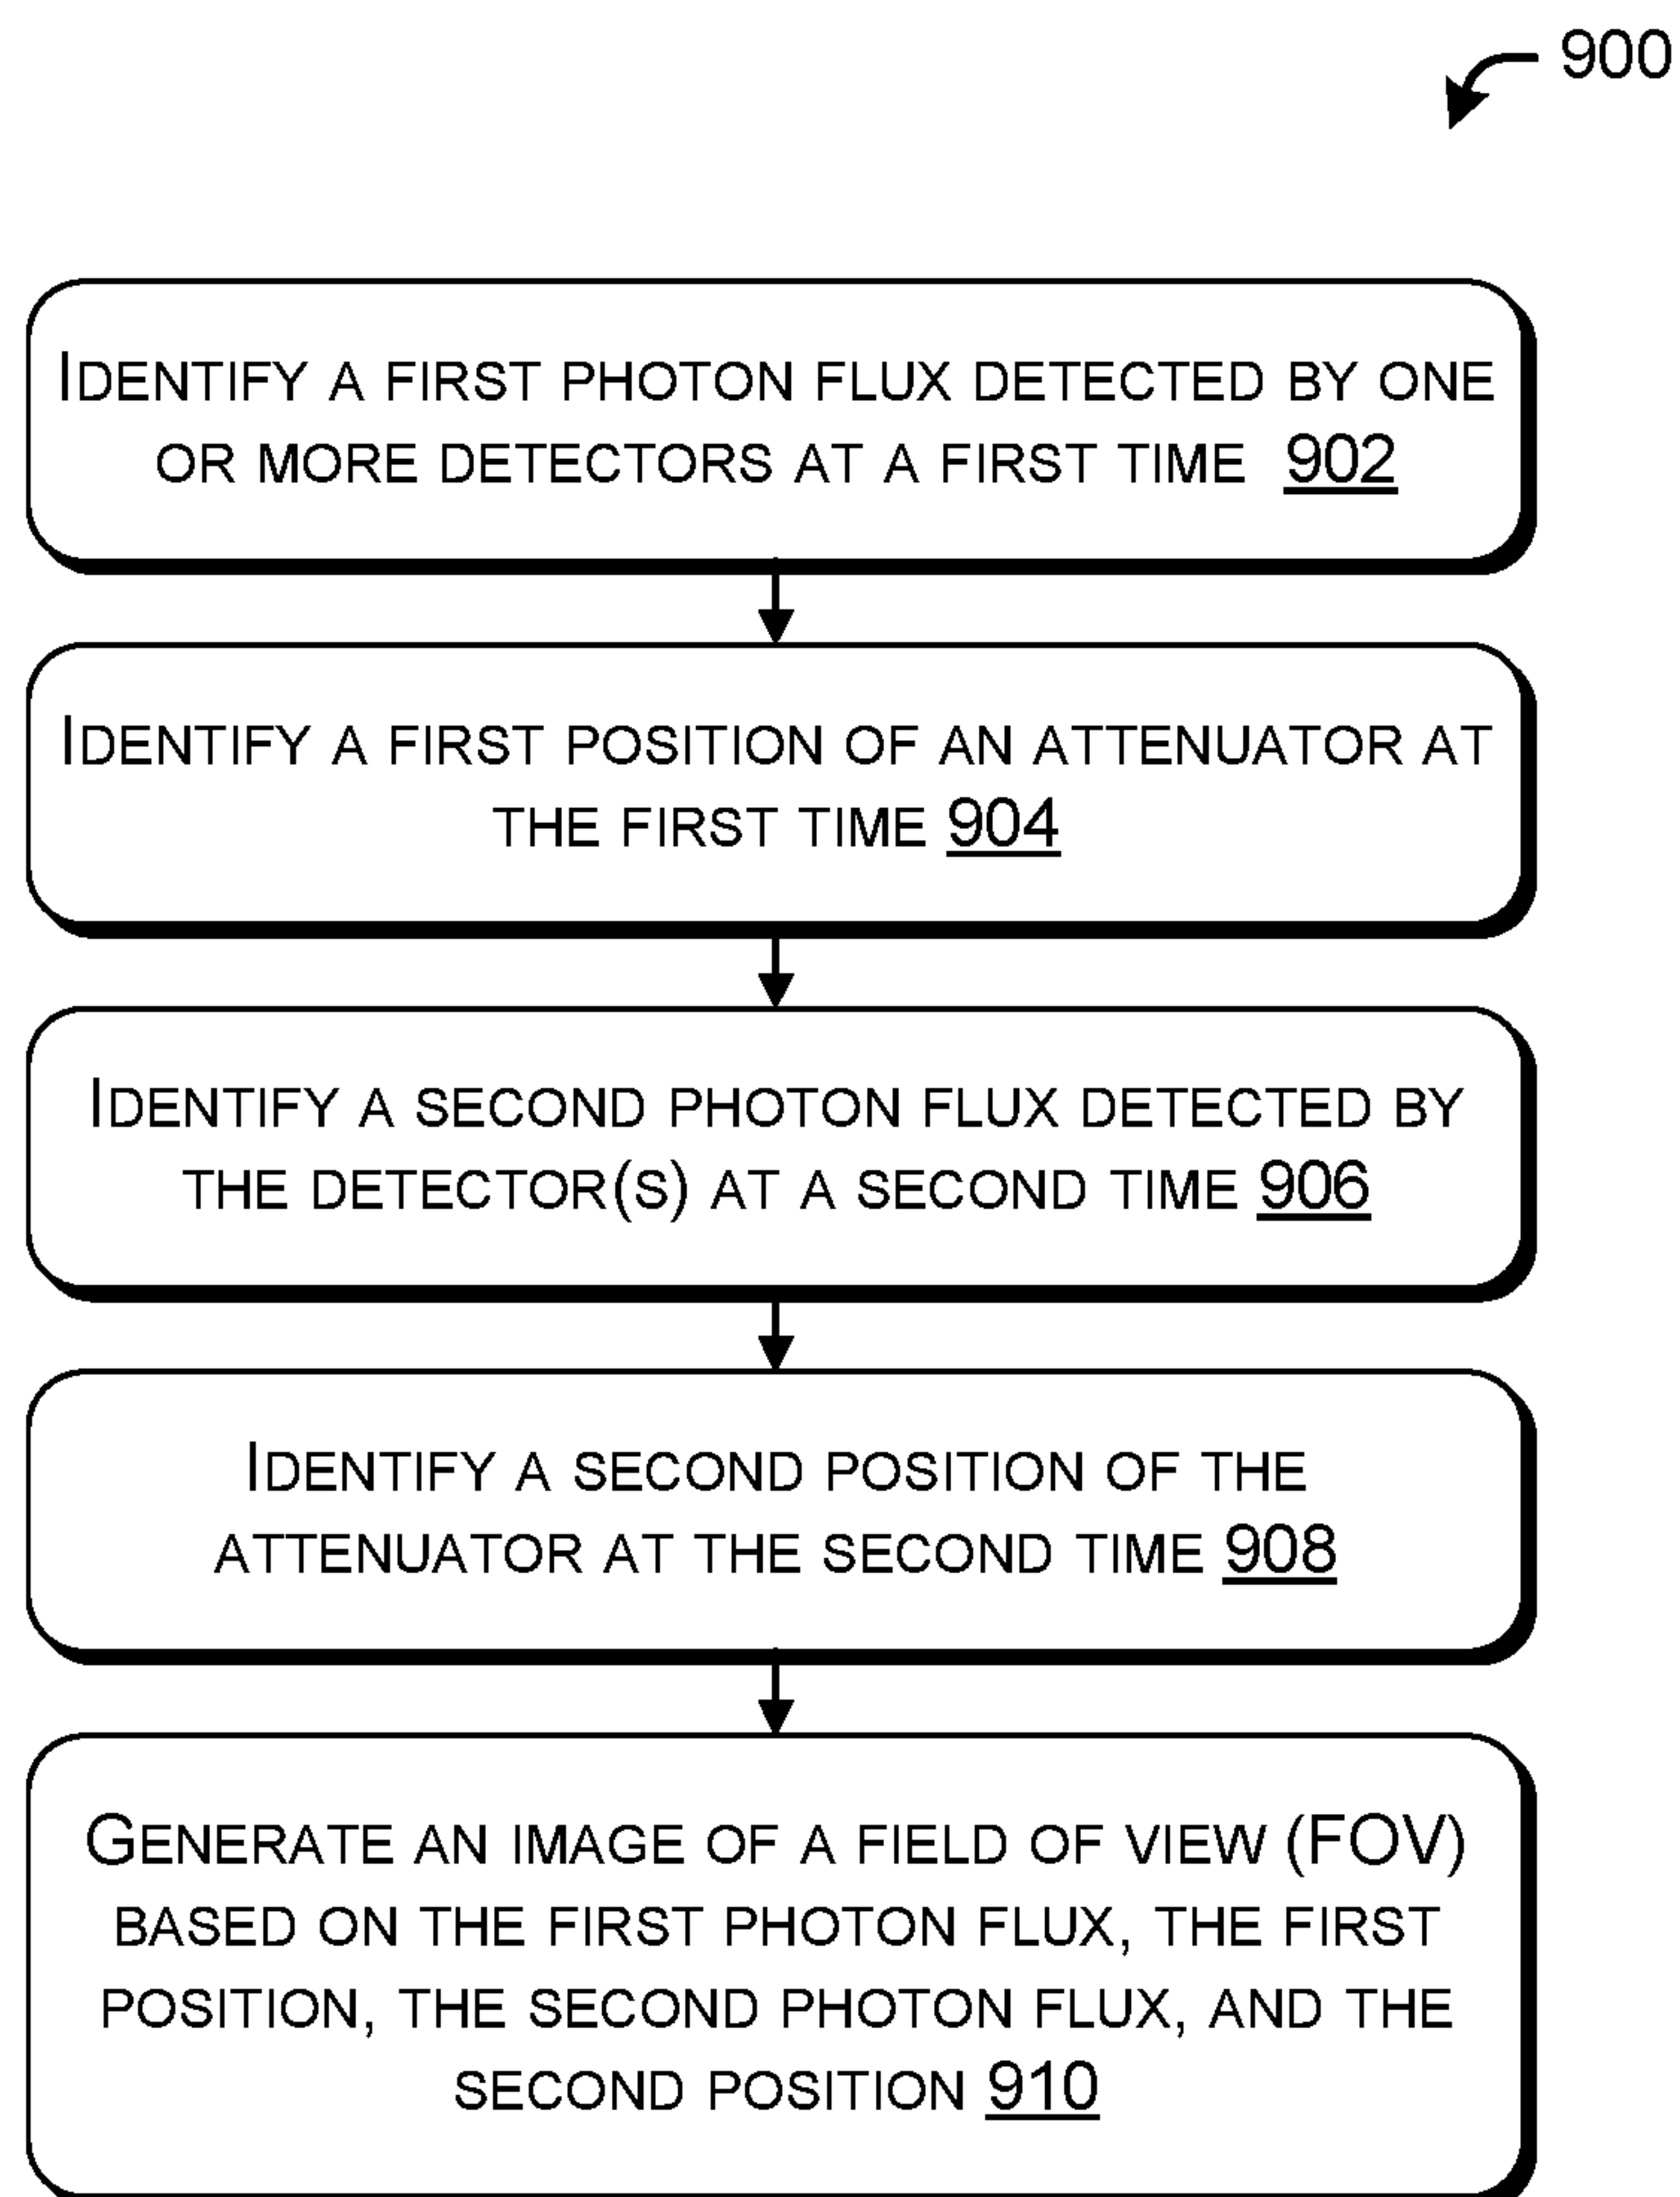 900
IDENTIFY A FIRST PHOTON FLUX DETECTED BY ONE
OR MORE DETECTORS AT A FIRST TIME 902
IDENTIFY A FIRST POSITION OF AN ATTENUATOR AT
THE FIRST TIME 904
IDENTIFY A SECOND PHOTON FLUX DETECTED BY
THE DETECTOR(S) AT A SECOND TIME 906
IDENTIFY A SECOND POSITION OF THE
ATTENUATOR AT THE SECOND TIME 908
GENERATE AN IMAGE OF A FIELD OF VIEW (FOV)
BASED ON THE FIRST PHOTON FLUX, THE FIRST
POSITION, THE SECOND PHOTON FLUX, AND THE
SECOND POSITION 910